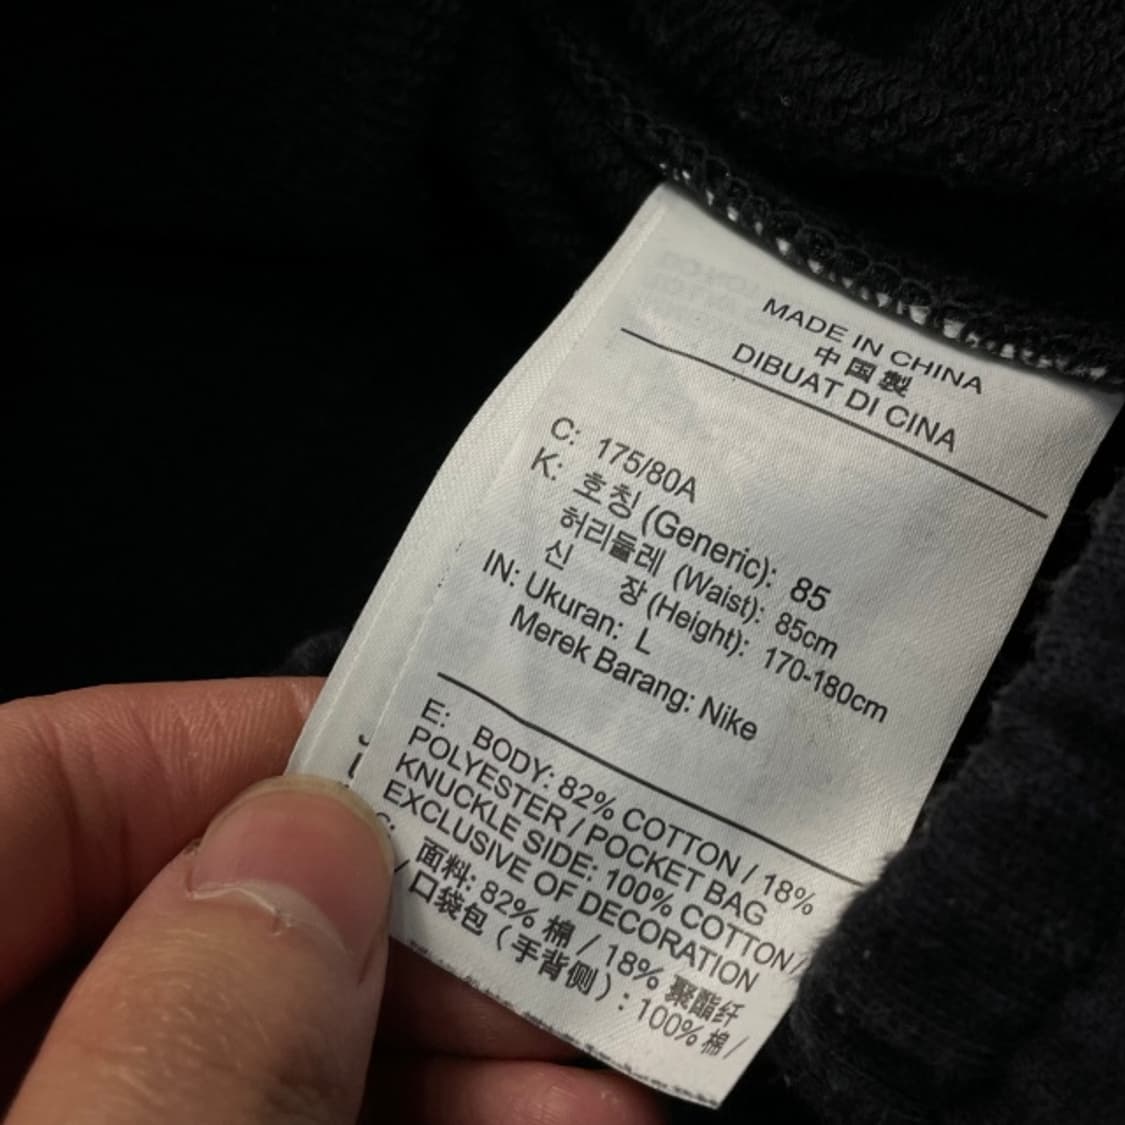 MADE IN CHINA
中国製
DIBUAT DI CINA
C: 175/80A
K: 호칭 (Generic): 85
허리둘레 (Waist): 85cm
신 장 (Height): 170-180cm
IN: Ukuran: L
Merek Barang: Nike
E: BODY: 82% COTTON / 18%
POLYESTER / POCKET BAG
KNUCKLE SIDE: 100% COTTON/
EXCLUSIVE OF DECORATION
面料: 82% 棉 / 18% 聚酯纤
/ 口袋包 (手背侧) : 100% 棉 /